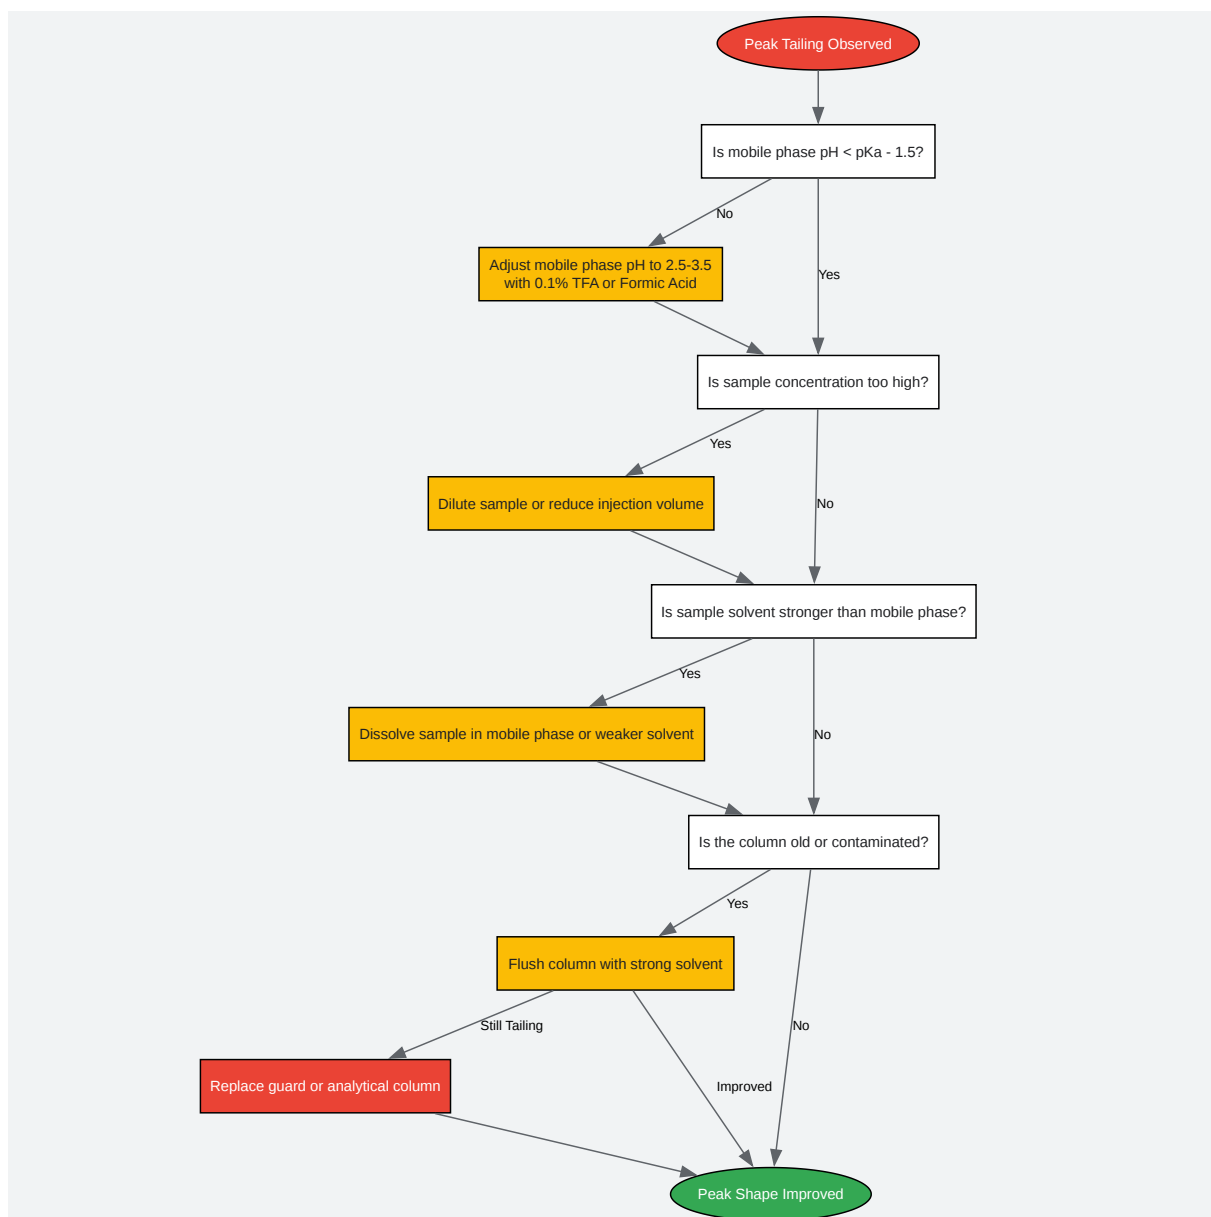 Peak Tailing Observed
Is mobile phase pH < pKa - 1.5?
No
Adjust mobile phase pH to 2.5-3.5
with 0.1% TFA or Formic Acid
Yes
Is sample concentration too high?
Yes
Dilute sample or reduce injection volume
No
Is sample solvent stronger than mobile phase?
Yes
Dissolve sample in mobile phase or weaker solvent
No
Is the column old or contaminated?
Yes
Flush column with strong solvent
Still Tailing
No
Replace guard or analytical column
Improved
Peak Shape Improved